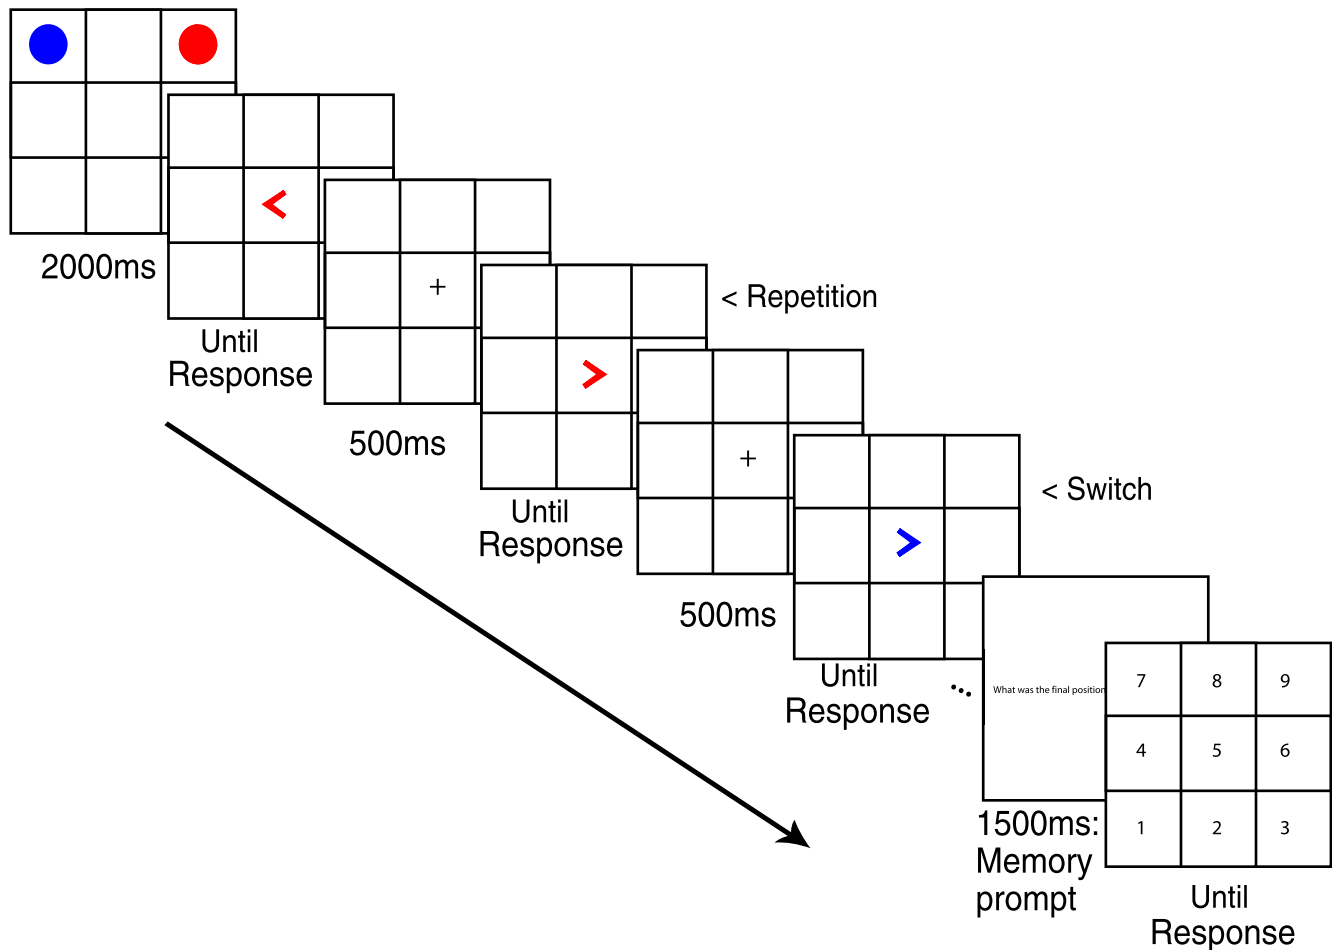 2000ms
<
Until
Response
+
500ms
>
< Repetition
Until
Response
+
500ms
>
< Switch
Until
Response
...
What was the final position
1500ms:
Memory
prompt
7 8 9
4 5 6
1 2 3
Until
Response